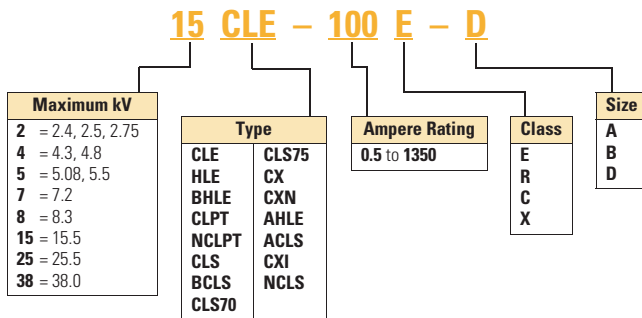 15 CLE – 100 E – D
Maximum kV
2 = 2.4, 2.5, 2.75
4 = 4.3, 4.8
5 = 5.08, 5.5
7 = 7.2
8 = 8.3
15 = 15.5
25 = 25.5
38 = 38.0
Type
CLE
HLE
BHLE
CLPT
NCLPT
CLS
BCLS
CLS70
CLS75
CX
CXN
AHLE
ACLS
CXI
NCLS
Ampere Rating
0.5 to 1350
Class
E
R
C
X
Size
A
B
D